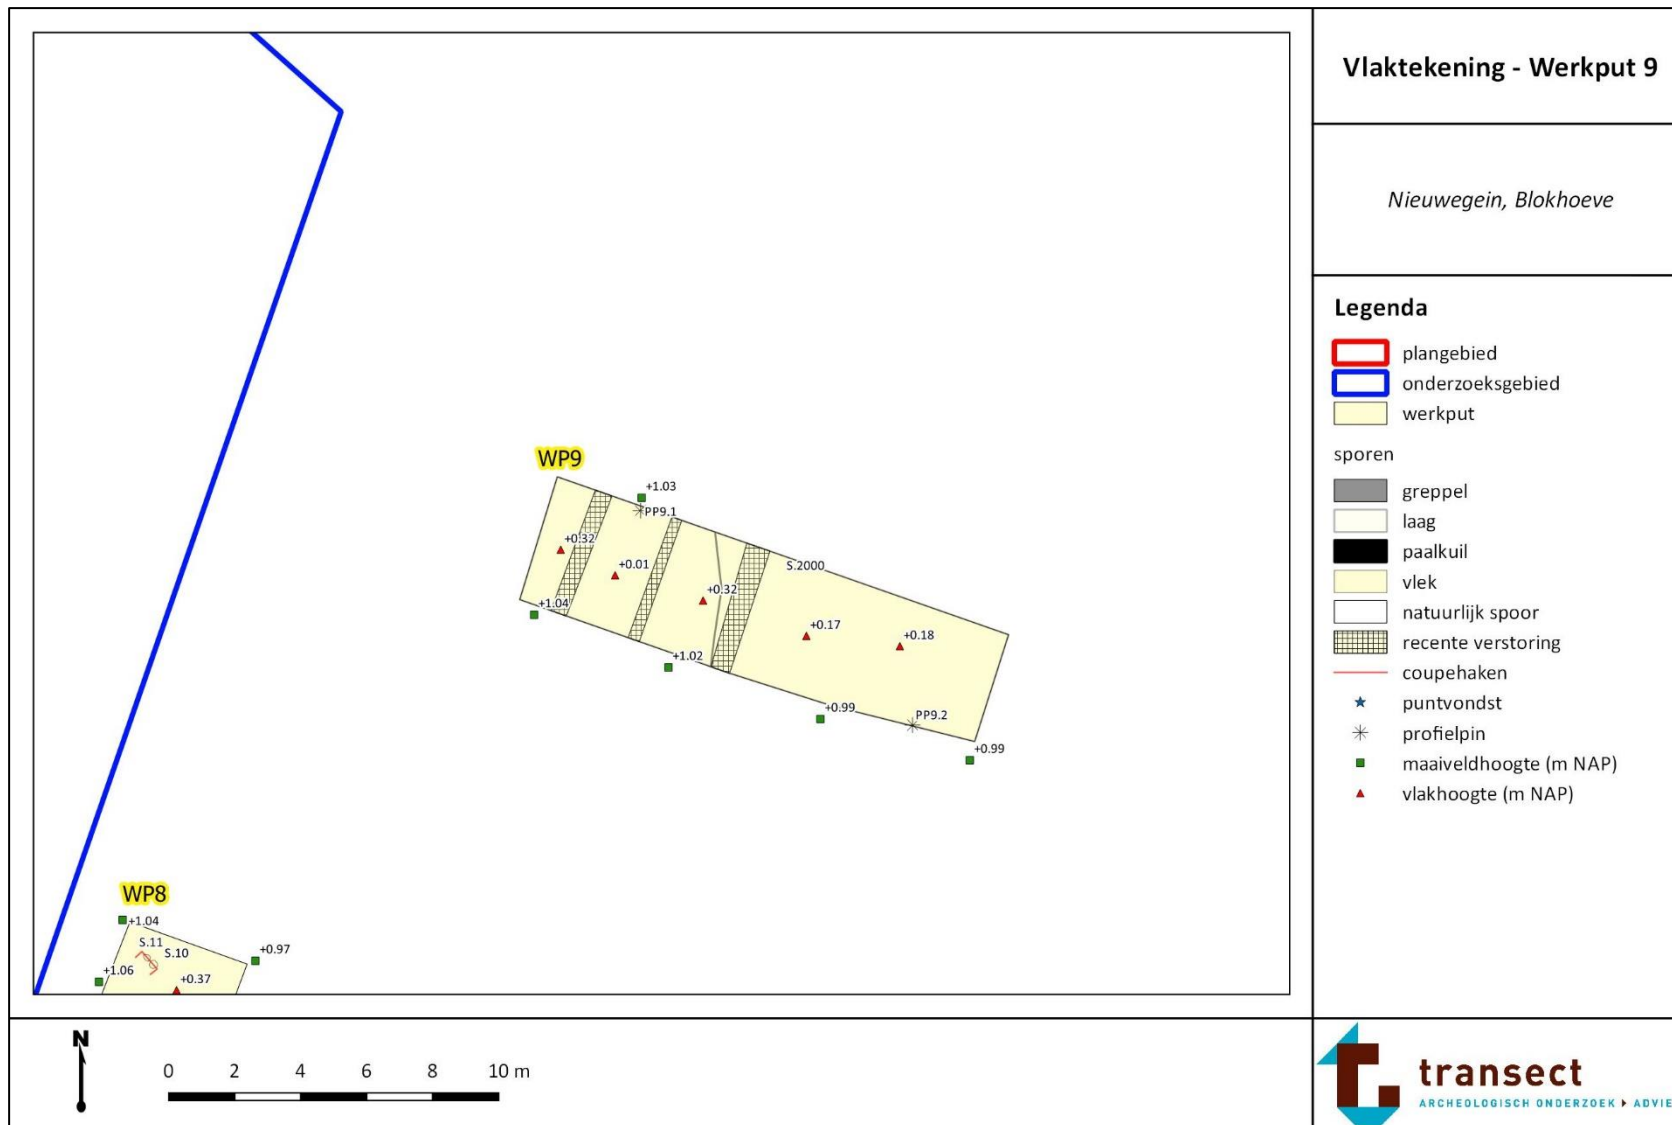 Vlaktekening - Werkput 9
Nieuwegein, Blokhoeve
Legenda
plangebied
onderzoeksgebied
werkput
sporen
greppel
laag
paalkuil
vlek
natuurlijk spoor
recente verstoring
coupehaken
puntvondst
profielpin
maaiveldhoogte (m NAP)
vlakhoogte (m NAP)
WP9
+1.03
PP9.1
+0.32
+0.01
S.2000
+0.32
+1.04
+0.17
+0.18
+1.02
+0.99
PP9.2
+0.99
WP8
+1.04
S.11
S.10
+0.97
+1.06
+0.37
N
0 2 4 6 8 10 m
transect
ARCHEOLOGISCH ONDERZOEK ADVIE